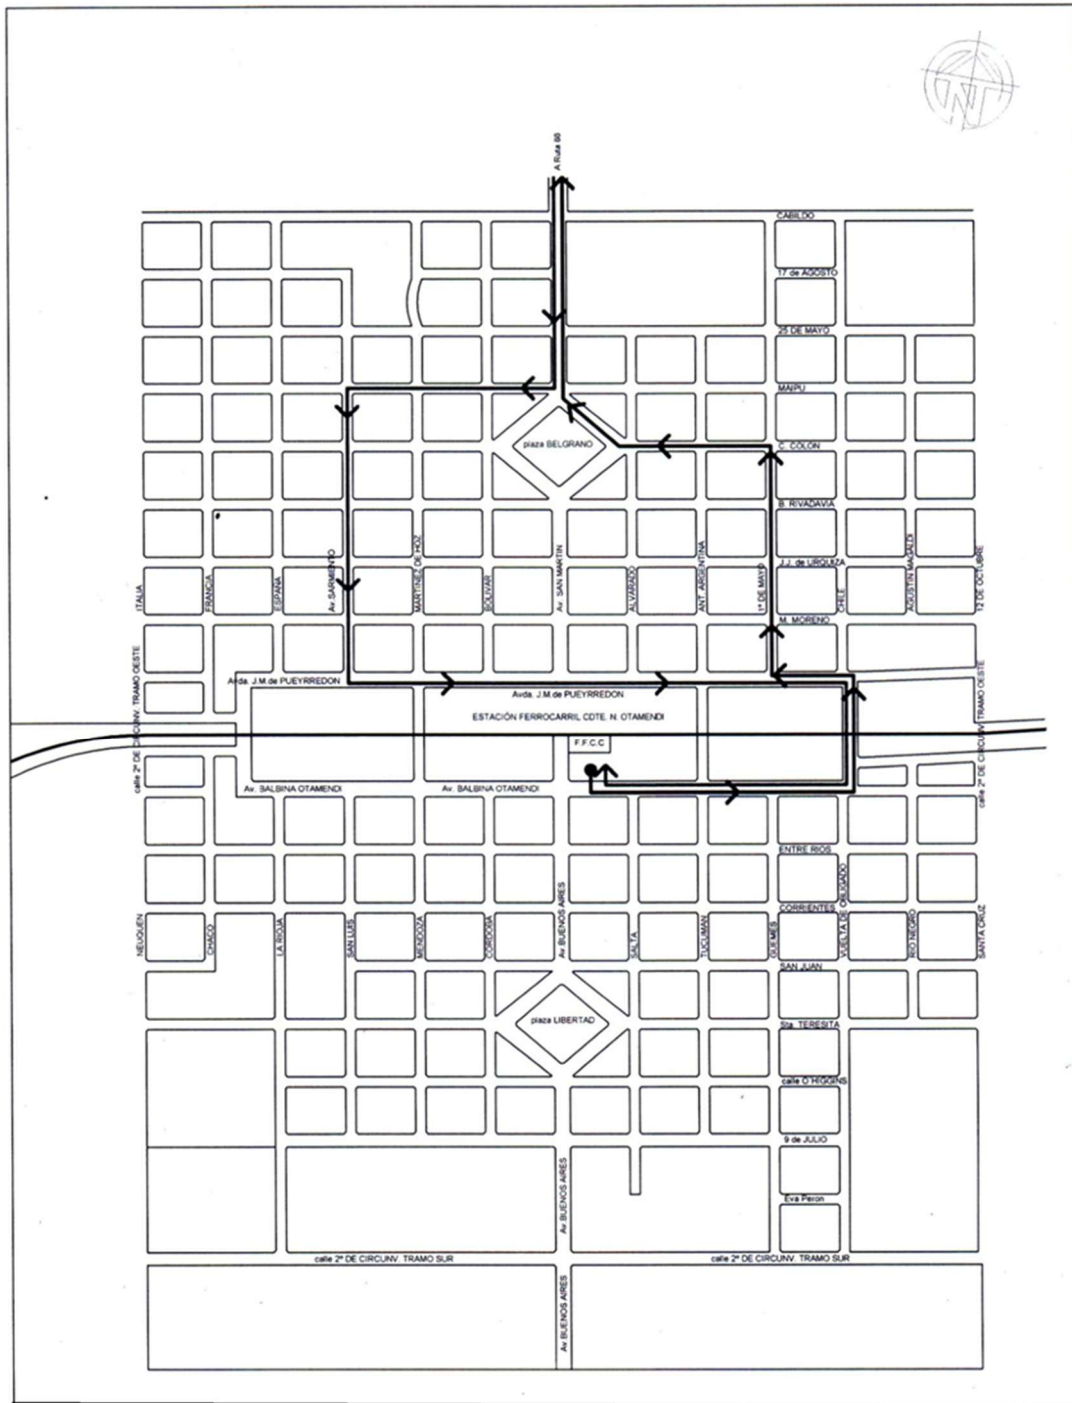 A Ruta 88
CABILDO
17 de AGOSTO
25 DE MAYO
MAIPU
plaza BELGRANO
C. COLON
B. RIVADAVIA
J.J. de URQUIZA
ITALIA
FRANCIA
ESPAÑA
Av.SARMIENTO
MARTINEZ DE HOZ
BOLIVAR
Av. SAN MARTIN
ALVARADO
ANT. ARGENTINA
1º DE MAYO
CHILE
AGUSTIN MAGALDI
12 DE OCTUBRE
M. MORENO
calle 2ª DE CIRCUNV. TRAMO OESTE
Avda. J.M.de PUEYRREDON
Avda. J.M.de PUEYRREDON
calle 2ª DE CIRCUNV. TRAMO OESTE
ESTACIÓN FERROCARRIL CDTE. N. OTAMENDI
F.F.C.C
Av. BALBINA OTAMENDI
Av. BALBINA OTAMENDI
ENTRE RIOS
CORRIENTES
NEUQUEN
CHACO
LA RIOJA
SAN LUIS
MENDOZA
CORDOBA
Av.BUENOS AIRES
SALTA
TUCUMAN
GUEMES
VUELTA DE OBLIGADO
RIO NEGRO
SANTA CRUZ
SAN JUAN
plaza LIBERTAD
Sta. TERESITA
calle O'HIGGINS
9 de JULIO
Av.BUENOS AIRES
Eva Peron
calle 2ª DE CIRCUNV. TRAMO SUR
calle 2ª DE CIRCUNV. TRAMO SUR
Av.BUENOS AIRES